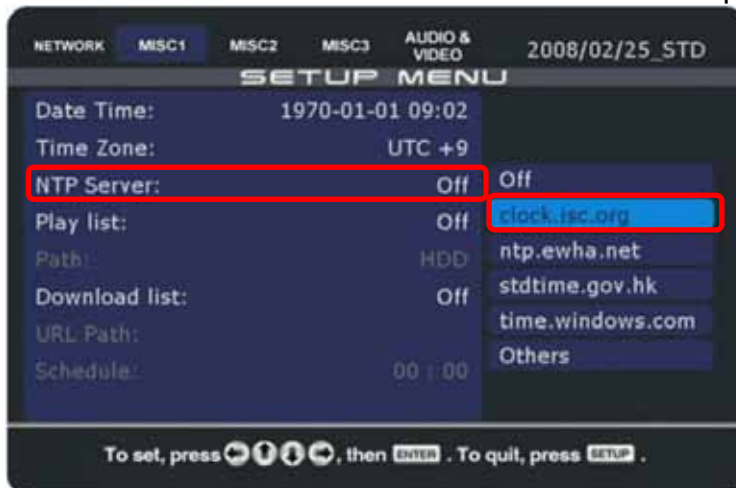 NETWORK MISC1 MISC2 MISC3 AUDIO & VIDEO 2008/02/25_STD
SETUP MENU
Date Time: 1970-01-01 09:02
Time Zone: UTC +9
NTP Server: Off
Play list: Off
Path: HDD
Download list: Off
URL Path:
Schedule: 00 : 00
Off
clock.isc.org
ntp.ewha.net
stdtime.gov.hk
time.windows.com
Others
To set, press , then ENTER . To quit, press SETUP .